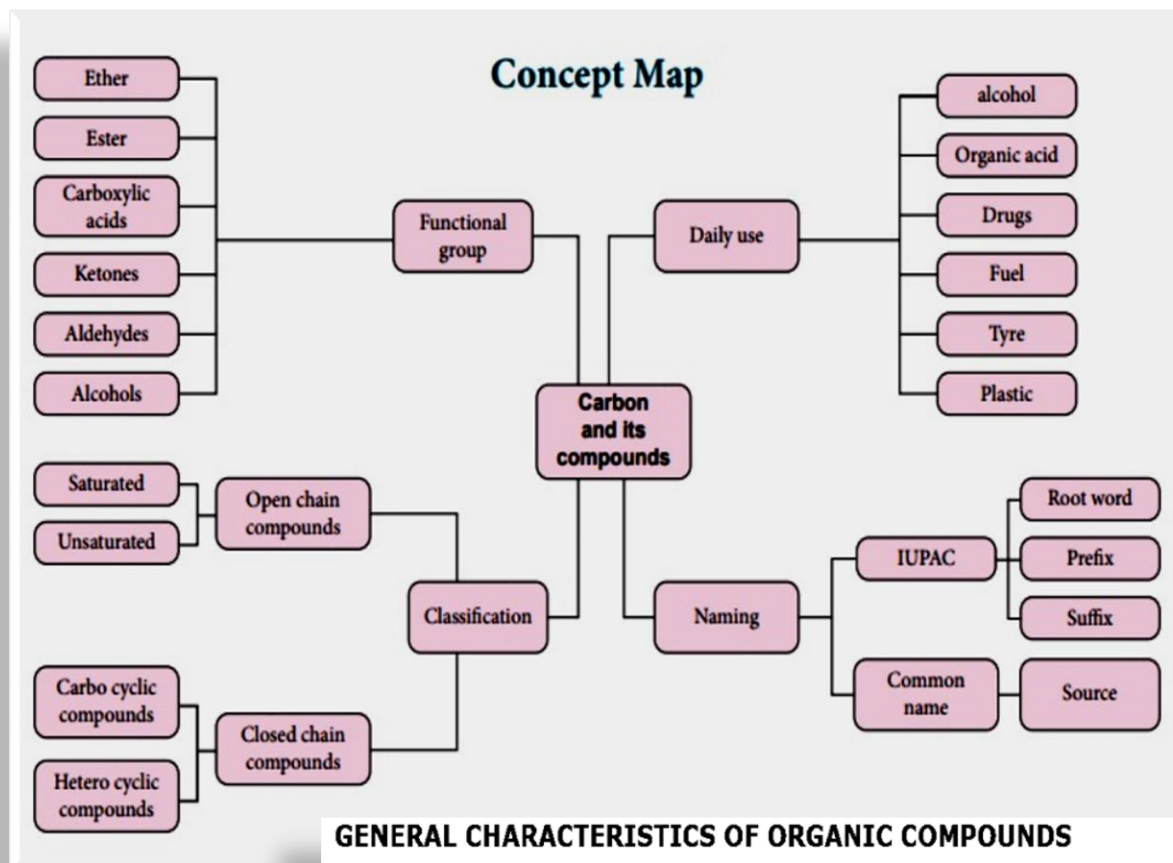 Concept Map
Ether
Ester
Carboxylic
acids
Ketones
Aldehydes
Alcohols
Functional
group
Daily use
alcohol
Organic acid
Drugs
Fuel
Tyre
Plastic
Carbon
and its
compounds
Saturated
Unsaturated
Open chain
compounds
Classification
Carbo cyclic
compounds
Hetero cyclic
compounds
Closed chain
compounds
Naming
IUPAC
Root word
Prefix
Suffix
Common
name
Source
GENERAL CHARACTERISTICS OF ORGANIC COMPOUNDS